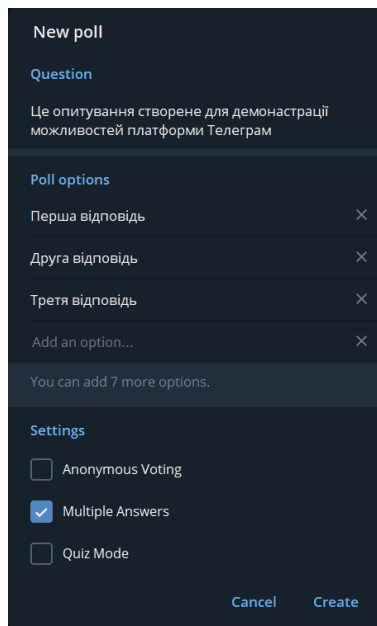 New poll
Question
Це опитування створене для демонастрації
можливостей платформи Телеграм
Poll options
Перша відповідь
Друга відповідь
Третя відповідь
Add an option...
You can add 7 more options.
Settings
Anonymous Voting
Multiple Answers
Quiz Mode
Cancel Create